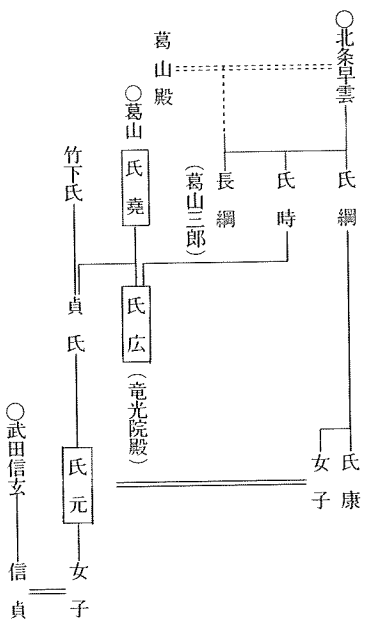 ○北条早雲
葛山殿
氏綱
氏時
長綱
(葛山三郎)
○葛山
氏堯
竹下氏
氏広
(竜光院殿)
貞氏
氏康
女子
氏元
女子
○武田信玄
信貞